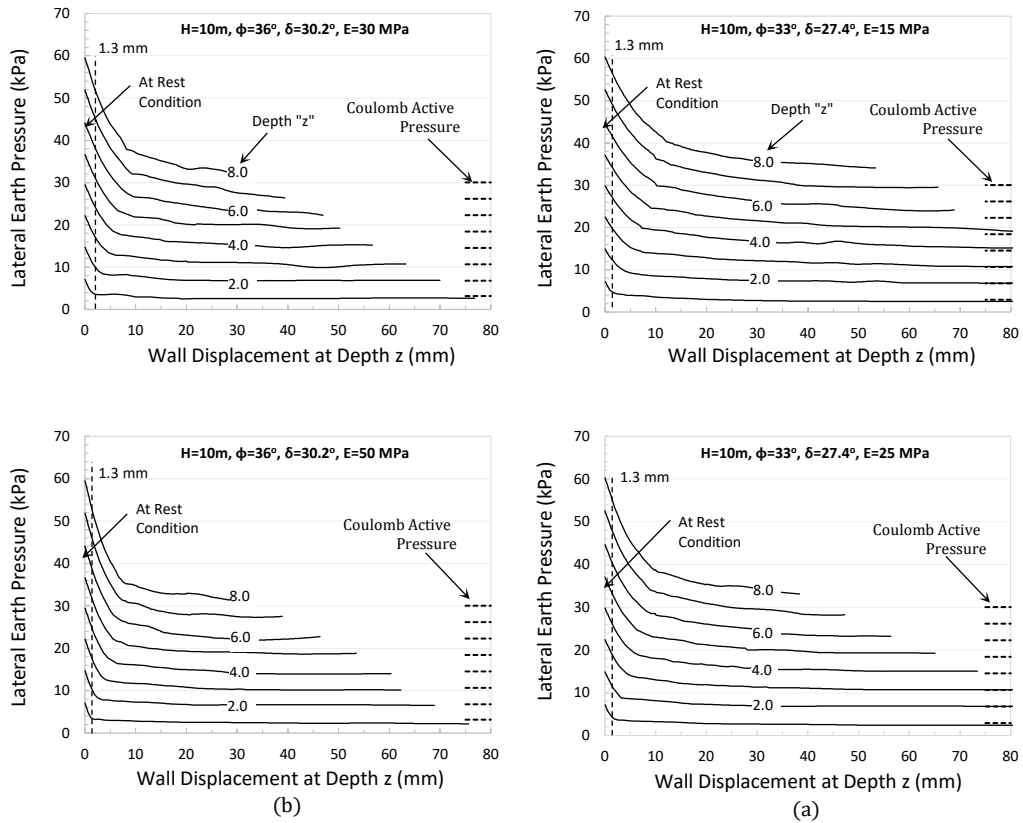 H=10m, ϕ=36°, δ=30.2°, E=30 MPa
1.3 mm
At Rest
Condition
Depth "z"
Coulomb Active
Pressure
8.0
6.0
4.0
2.0
70
60
50
40
30
20
10
0
Lateral Earth Pressure (kPa)
0 10 20 30 40 50 60 70 80
Wall Displacement at Depth z (mm)
H=10m, ϕ=33°, δ=27.4°, E=15 MPa
1.3 mm
At Rest
Condition
Depth "z"
Coulomb Active
Pressure
8.0
6.0
4.0
2.0
70
60
50
40
30
20
10
0
Lateral Earth Pressure (kPa)
0 10 20 30 40 50 60 70 80
Wall Displacement at Depth z (mm)
H=10m, ϕ=36°, δ=30.2°, E=50 MPa
1.3 mm
At Rest
Condition
Coulomb Active
Pressure
8.0
6.0
4.0
2.0
70
60
50
40
30
20
10
0
Lateral Earth Pressure (kPa)
0 10 20 30 40 50 60 70 80
Wall Displacement at Depth z (mm)
(b)
H=10m, ϕ=33°, δ=27.4°, E=25 MPa
1.3 mm
At Rest
Condition
Coulomb Active
Pressure
8.0
6.0
4.0
2.0
70
60
50
40
30
20
10
0
Lateral Earth Pressure (kPa)
0 10 20 30 40 50 60 70 80
Wall Displacement at Depth z (mm)
(a)